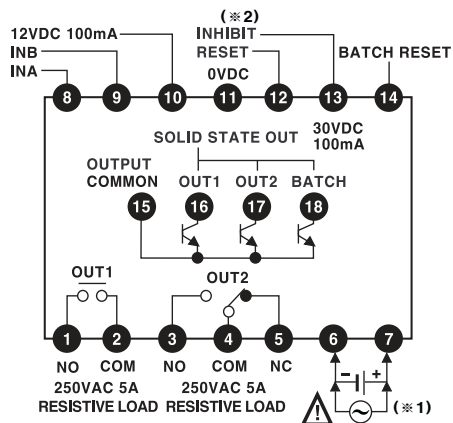 (※2)
12VDC 100mA
INHIBIT
INB
RESET
BATCH RESET
INA
0VDC
8 9 10 11 12 13 14
SOLID STATE OUT
30VDC
100mA
OUTPUT
COMMON
OUT1 OUT2 BATCH
15 16 17 18
OUT1
OUT2
1 2 3 4 5 6 7
NO COM NO COM NC
- +
250VAC 5A
RESISTIVE LOAD
250VAC 5A
RESISTIVE LOAD
!
(※1)